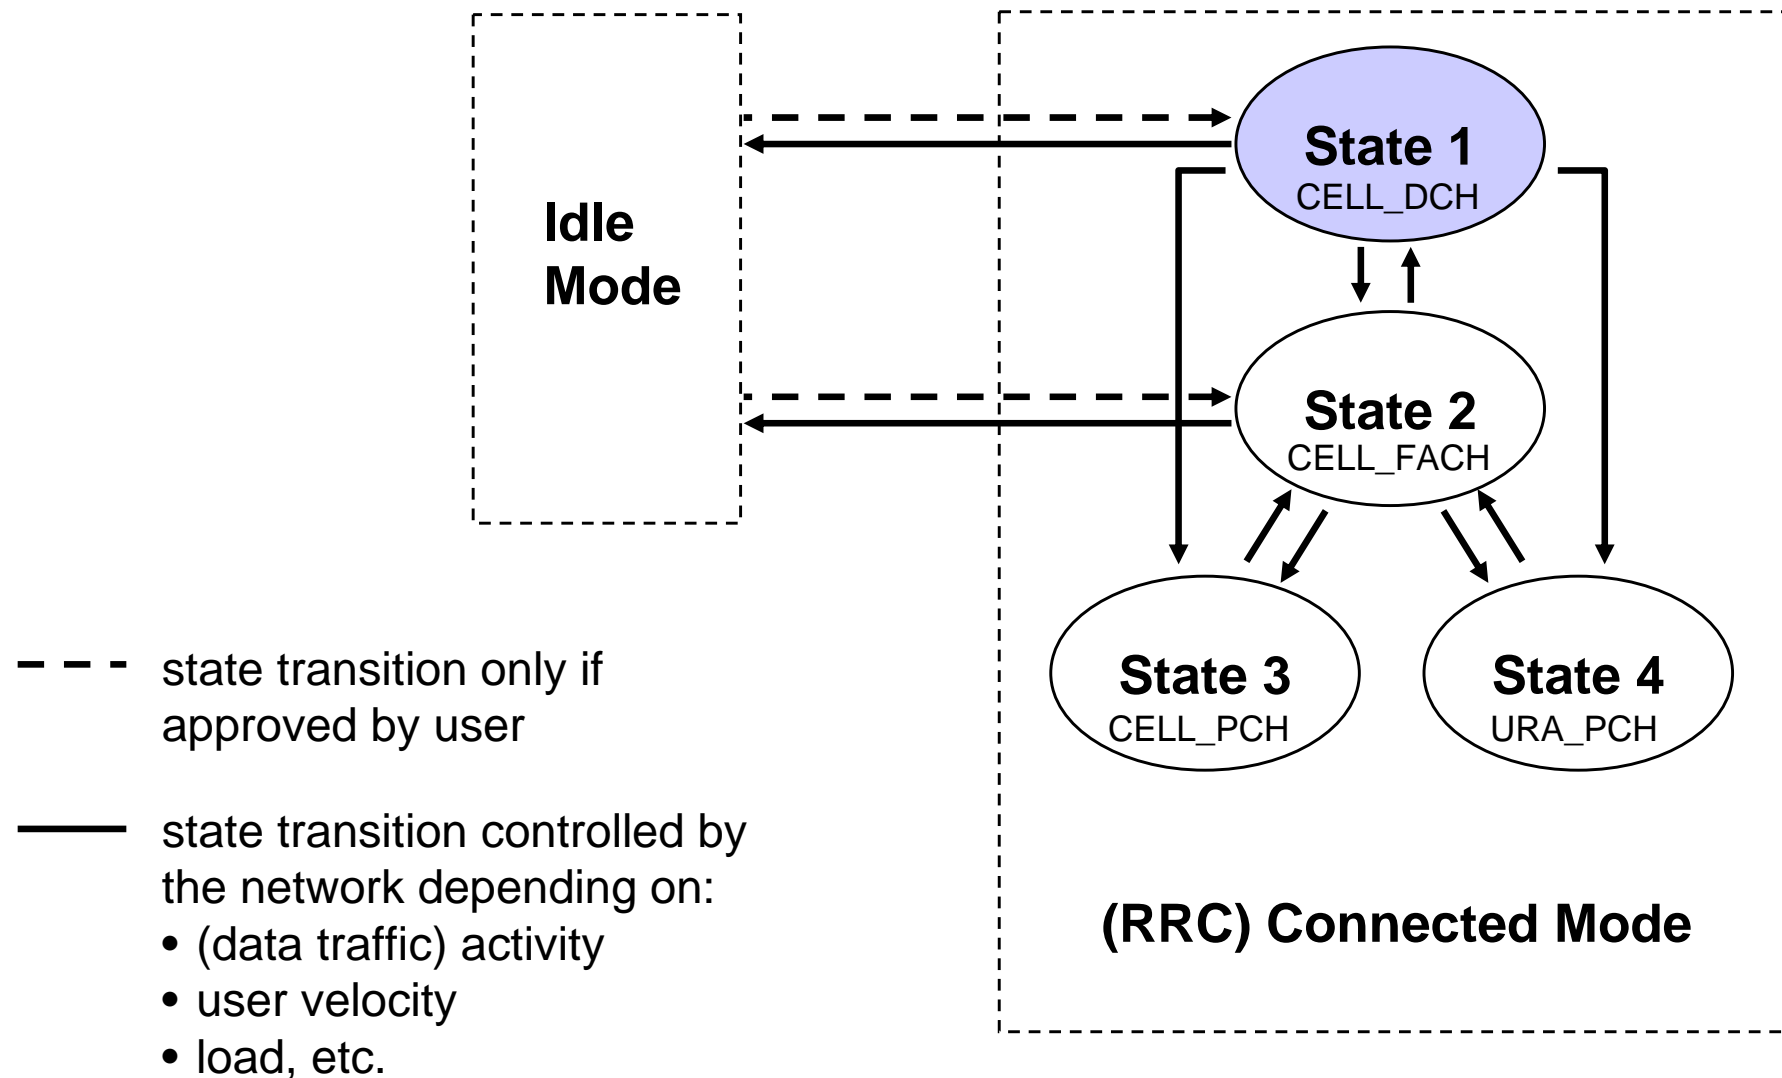 Idle
Mode
State 1
CELL_DCH
State 2
CELL_FACH
State 3
CELL_PCH
State 4
URA_PCH
(RRC) Connected Mode
state transition only if
approved by user
state transition controlled by
the network depending on:
• (data traffic) activity
• user velocity
• load, etc.